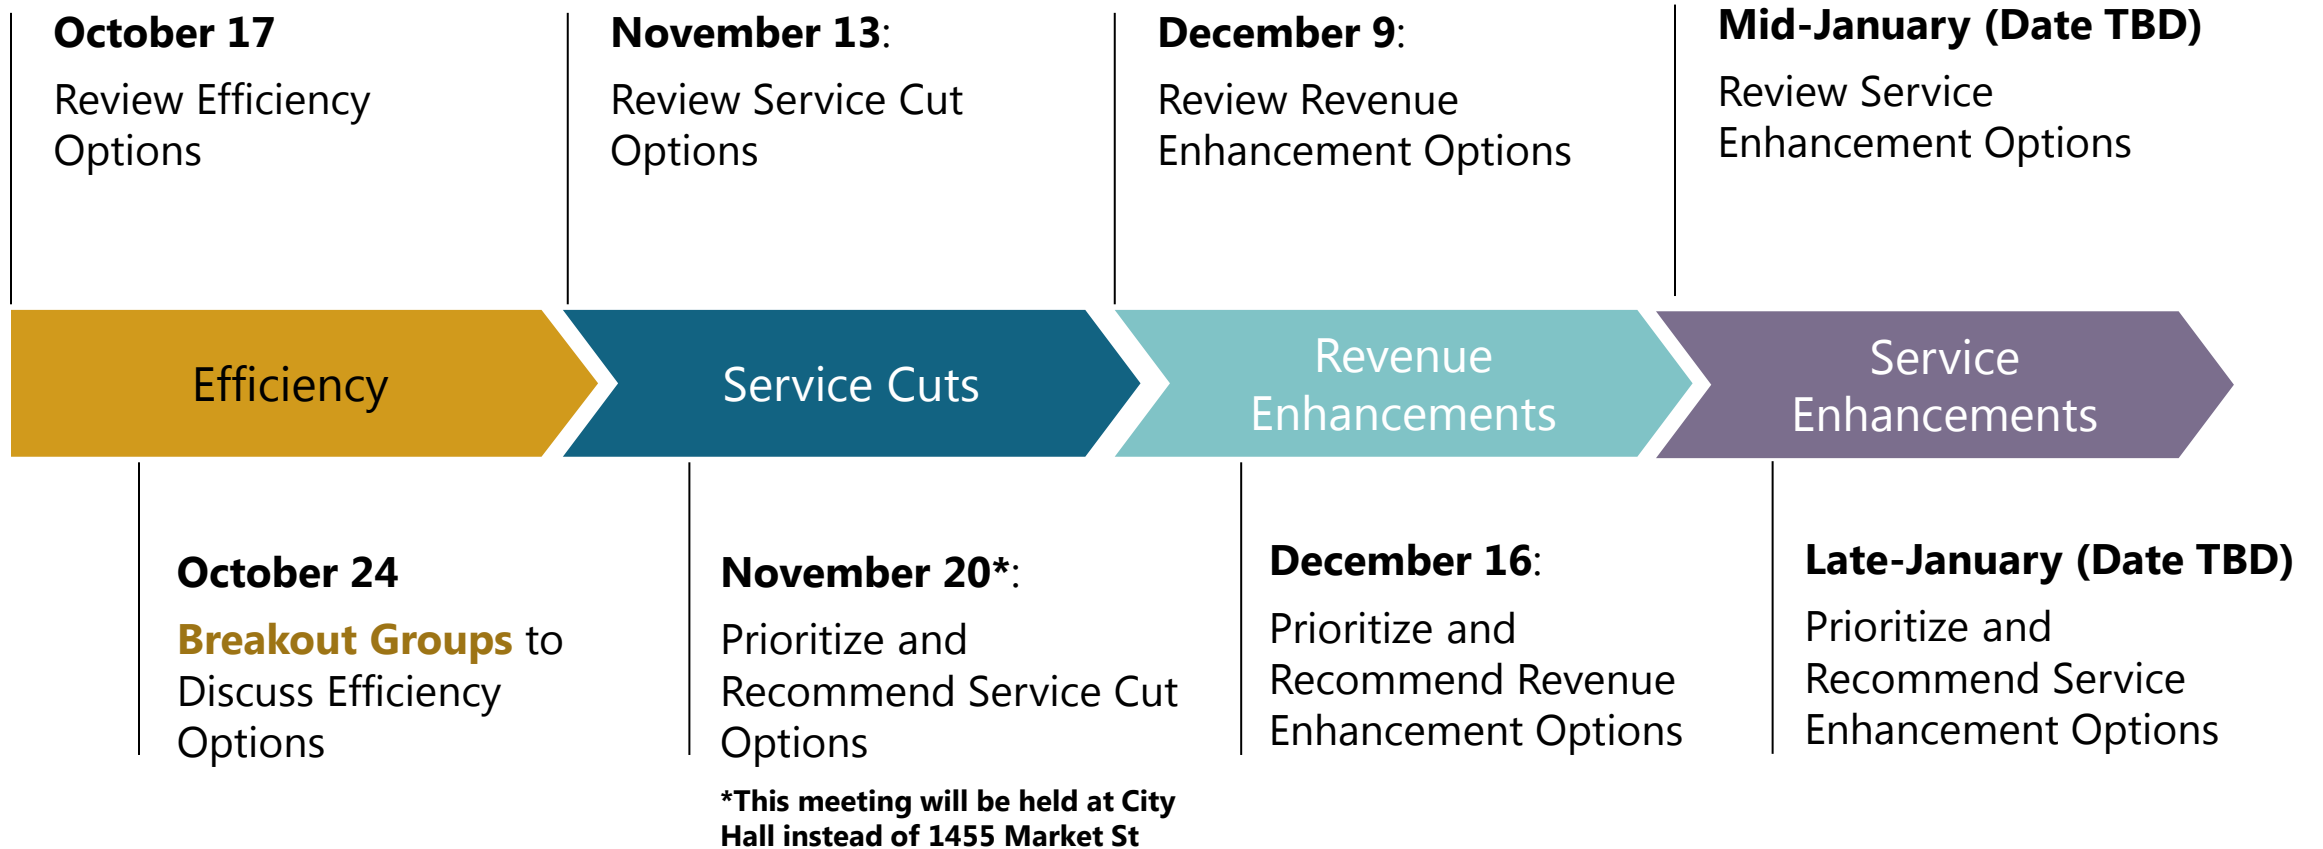 October 17
Review Efficiency
Options
November 13:
Review Service Cut
Options
December 9:
Review Revenue
Enhancement Options
Mid-January (Date TBD)
Review Service
Enhancement Options
Efficiency
Service Cuts
Revenue
Enhancements
Service
Enhancements
October 24
Breakout Groups to
Discuss Efficiency
Options
November 20*:
Prioritize and
Recommend Service Cut
Options
*This meeting will be held at City
Hall instead of 1455 Market St
December 16:
Prioritize and
Recommend Revenue
Enhancement Options
Late-January (Date TBD)
Prioritize and
Recommend Service
Enhancement Options